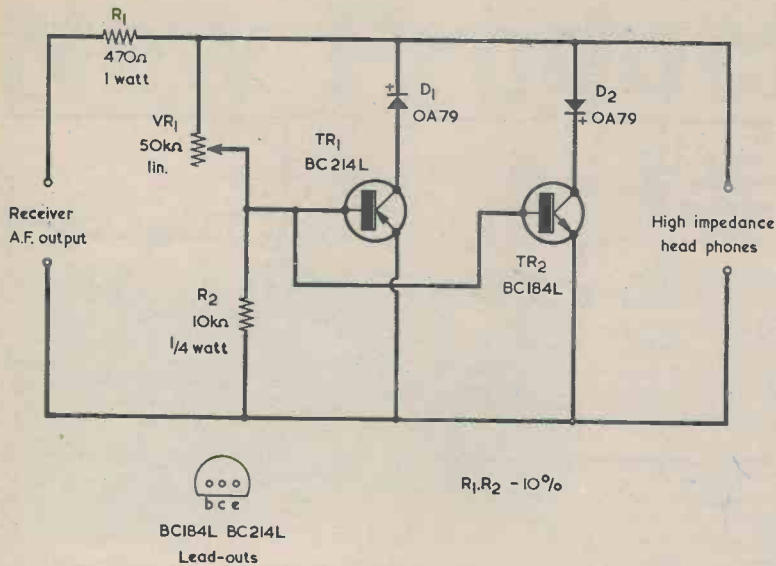 R1
470Ω
1 watt
VR1
50kΩ
lin.
TR1
BC214L
+
D1
OA79
D2
OA79
+
Receiver
A.F. output
TR2
BC184L
High impedance
head phones
R2
10kΩ
1/4 watt
b c e
BC184L BC214L
Lead-outs
R1.R2 - 10%